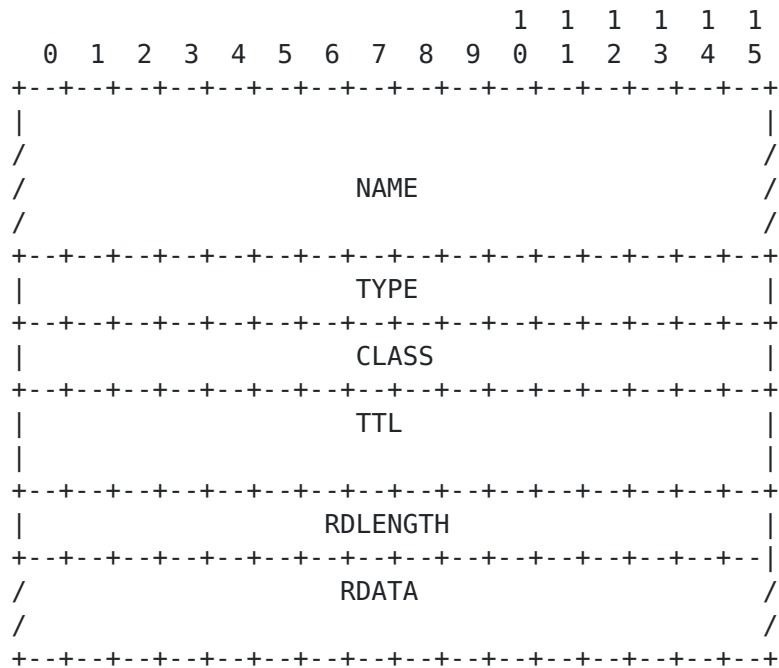 1 1 1 1 1 1
0 1 2 3 4 5 6 7 8 9 0 1 2 3 4 5
+--+--+--+--+--+--+--+--+--+--+--+--+--+--+--+--+
| |
/ /
/ NAME /
/ /
+--+--+--+--+--+--+--+--+--+--+--+--+--+--+--+--+
| TYPE |
+--+--+--+--+--+--+--+--+--+--+--+--+--+--+--+--+
| CLASS |
+--+--+--+--+--+--+--+--+--+--+--+--+--+--+--+--+
| TTL |
| |
+--+--+--+--+--+--+--+--+--+--+--+--+--+--+--+--+
| RDLENGTH |
+--+--+--+--+--+--+--+--+--+--+--+--+--+--+--+--|
/ RDATA /
/ /
+--+--+--+--+--+--+--+--+--+--+--+--+--+--+--+--+